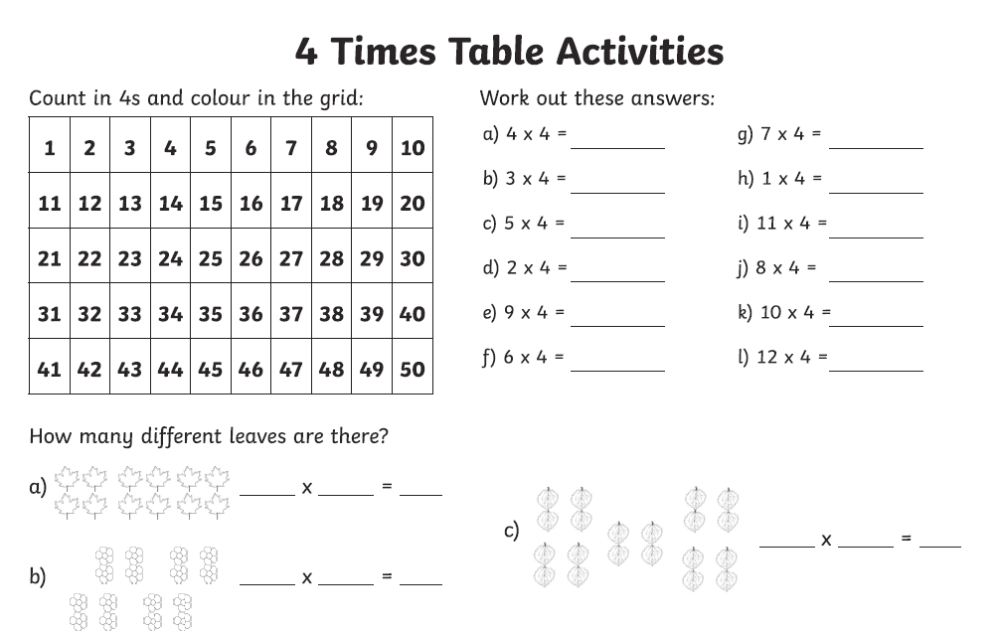 4 Times Table Activities
Count in 4s and colour in the grid:
1 2 3 4 5 6 7 8 9 10
11 12 13 14 15 16 17 18 19 20
21 22 23 24 25 26 27 28 29 30
31 32 33 34 35 36 37 38 39 40
41 42 43 44 45 46 47 48 49 50
Work out these answers:
a) 4 x 4 = ________
b) 3 x 4 = ________
c) 5 x 4 = ________
d) 2 x 4 = ________
e) 9 x 4 = ________
f) 6 x 4 = ________
g) 7 x 4 = ________
h) 1 x 4 = ________
i) 11 x 4 = ________
j) 8 x 4 = ________
k) 10 x 4 = ________
l) 12 x 4 = ________
How many different leaves are there?
a) _____ x _____ = ____
b) _____ x _____ = ____
c) _____ x _____ = ____